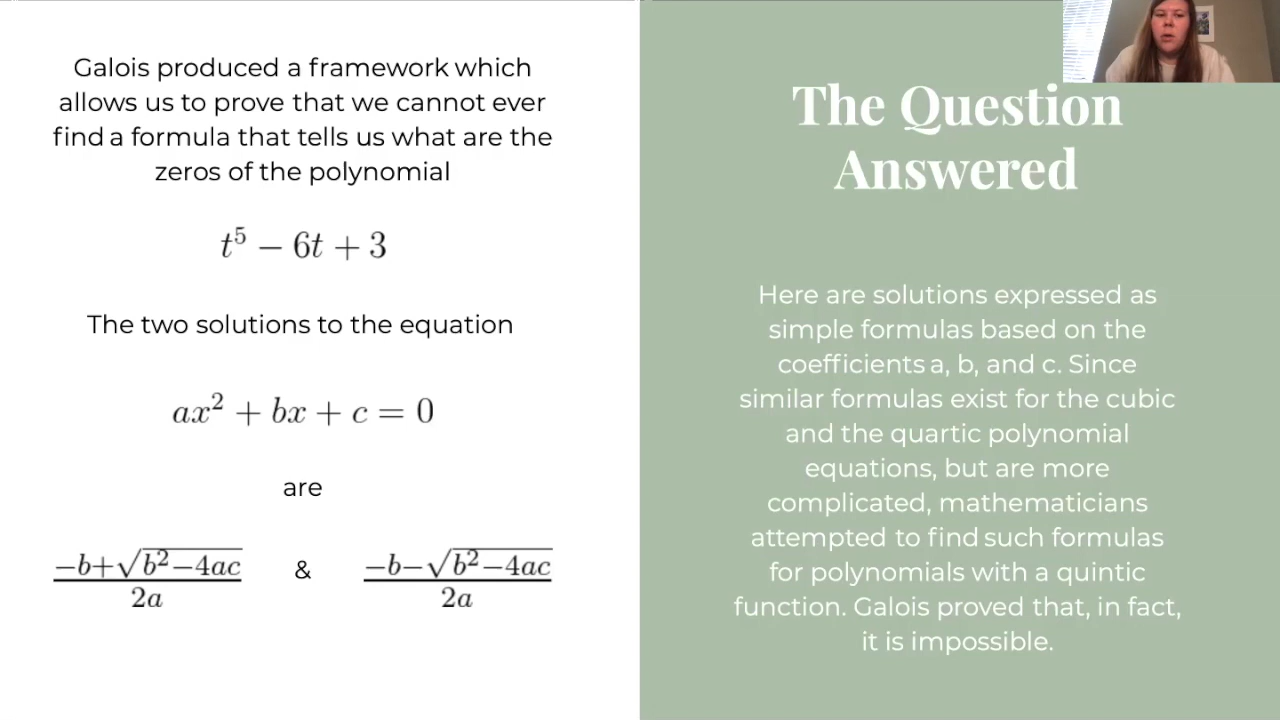 Galois produced a framework which
allows us to prove that we cannot ever
find a formula that tells us what are the
zeros of the polynomial
t⁵ − 6t + 3
The two solutions to the equation
ax² + bx + c = 0
are
−b+√b²−4ac
2a
&
−b−√b²−4ac
2a
The Question
Answered
Here are solutions expressed as
simple formulas based on the
coefficients a, b, and c. Since
similar formulas exist for the cubic
and the quartic polynomial
equations, but are more
complicated, mathematicians
attempted to find such formulas
for polynomials with a quintic
function. Galois proved that, in fact,
it is impossible.